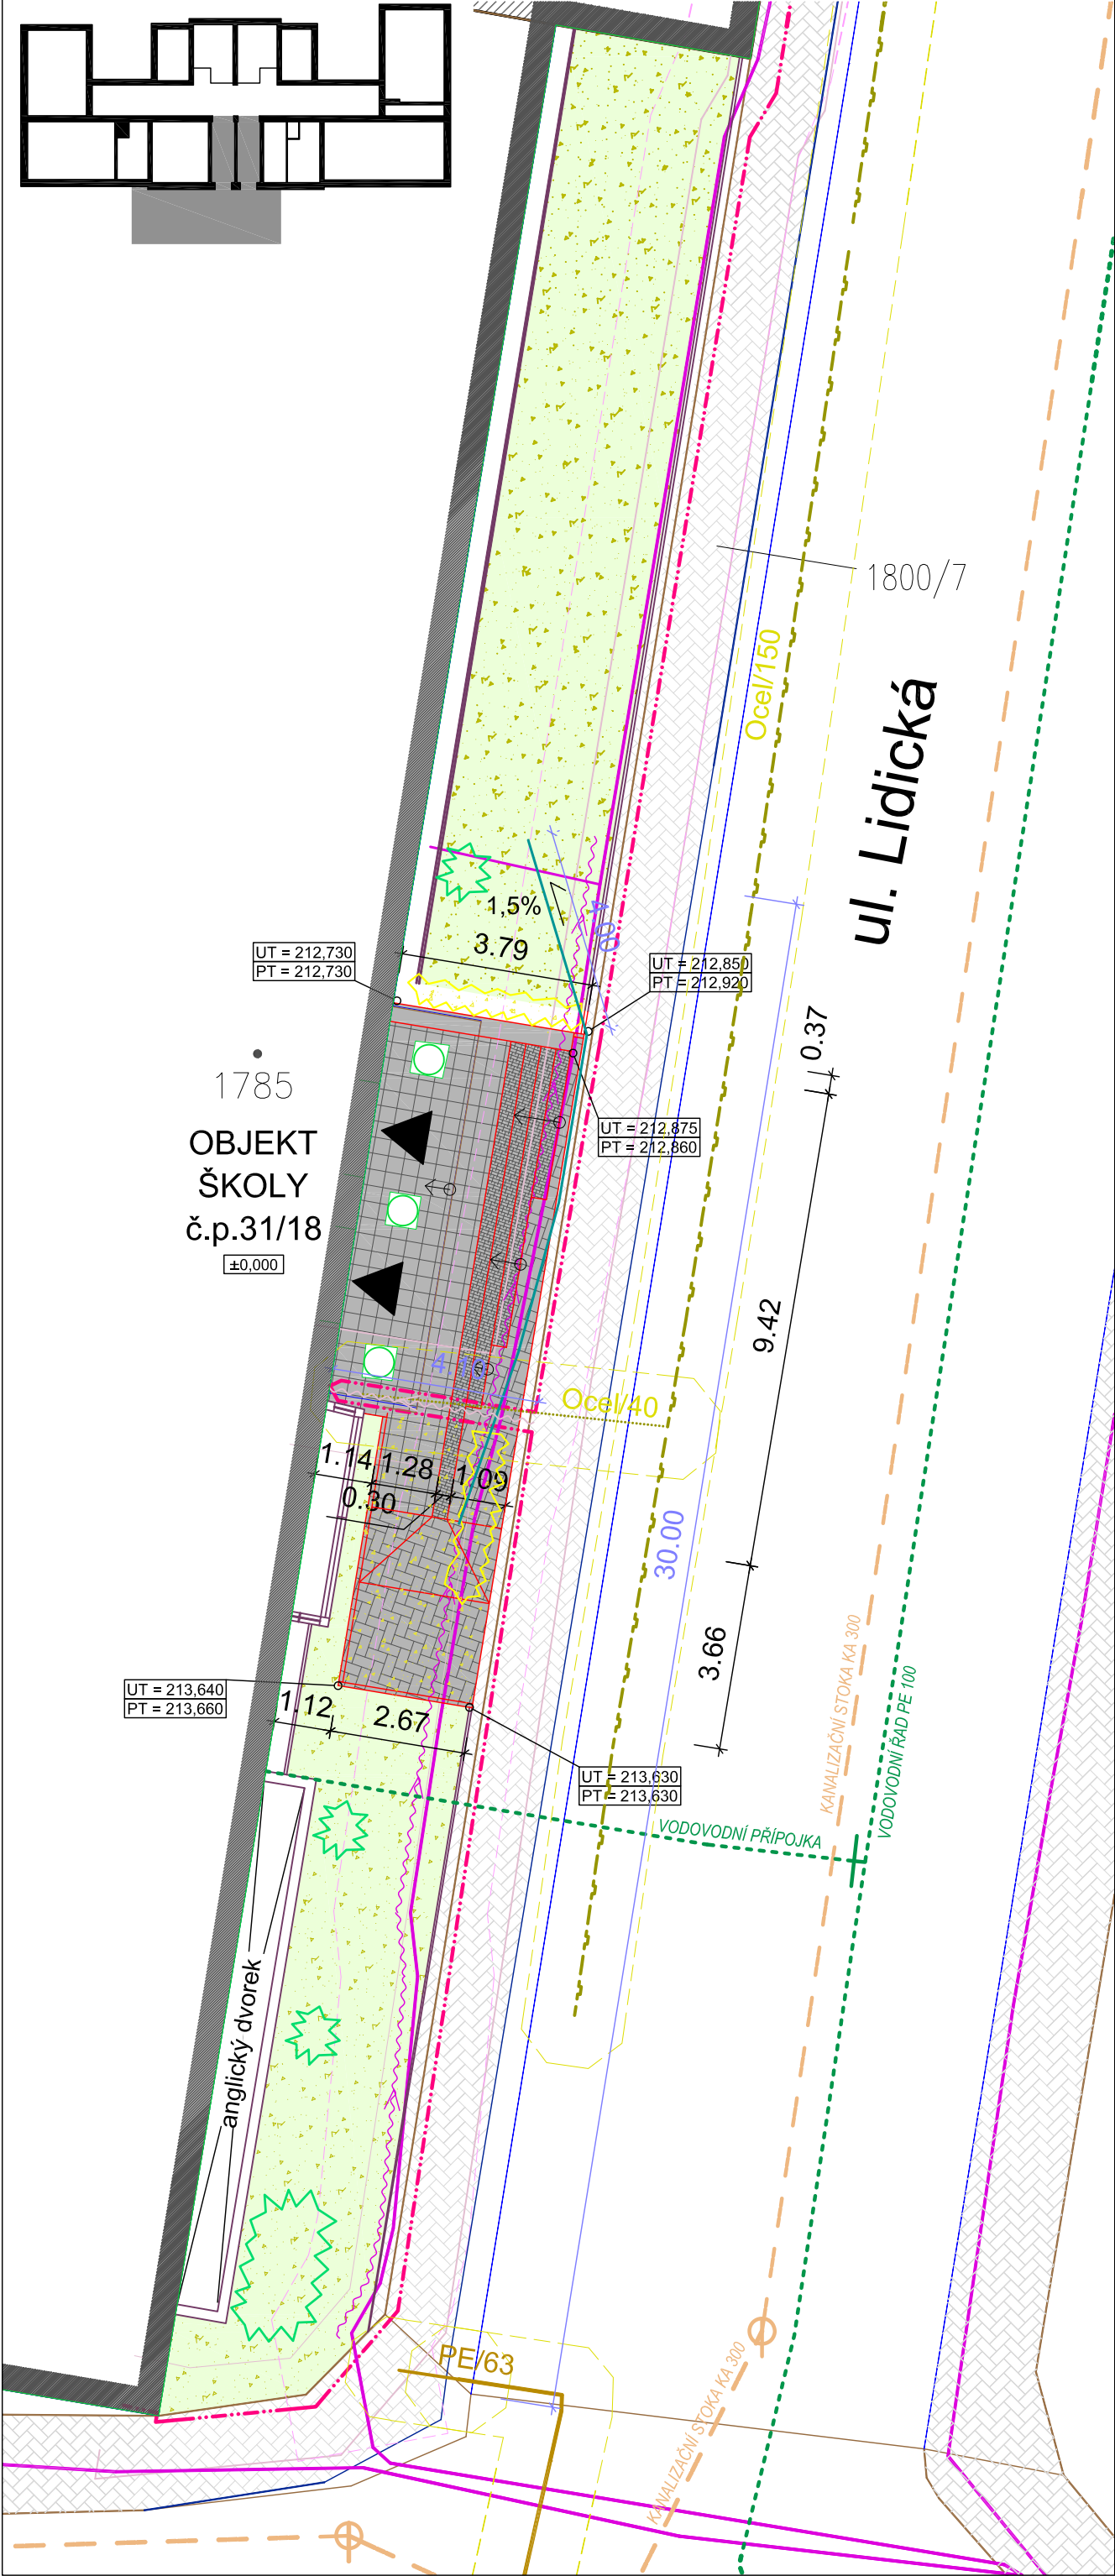 1800/7
Ocel/150
ul. Lidická
4.00
1,5%
3.79
UT = 212,730
PT = 212,730
UT = 212,850
PT = 212,920
0.37
1785
UT = 212,875
PT = 212,860
OBJEKT
ŠKOLY
č.p.31/18
±0,000
9.42
Ocel/40
1.14
1.28
1.09
0.30
30.00
3.66
UT = 213,640
PT = 213,660
1.12
2.67
UT = 213,630
PT = 213,630
KANALIZAČNÍ STOKA KA 300
VODOVODNÍ ŘAD PE 100
VODOVODNÍ PŘÍPOJKA
anglický dvorek
PE/63
KANALIZAČNÍ STOKA KA 300